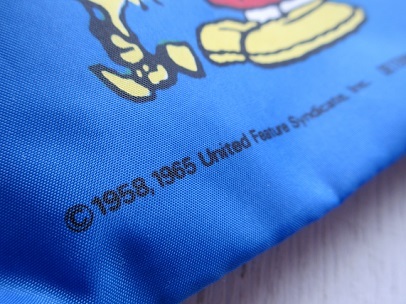 © 1958, 1965 United Feature Syndicate, Inc.